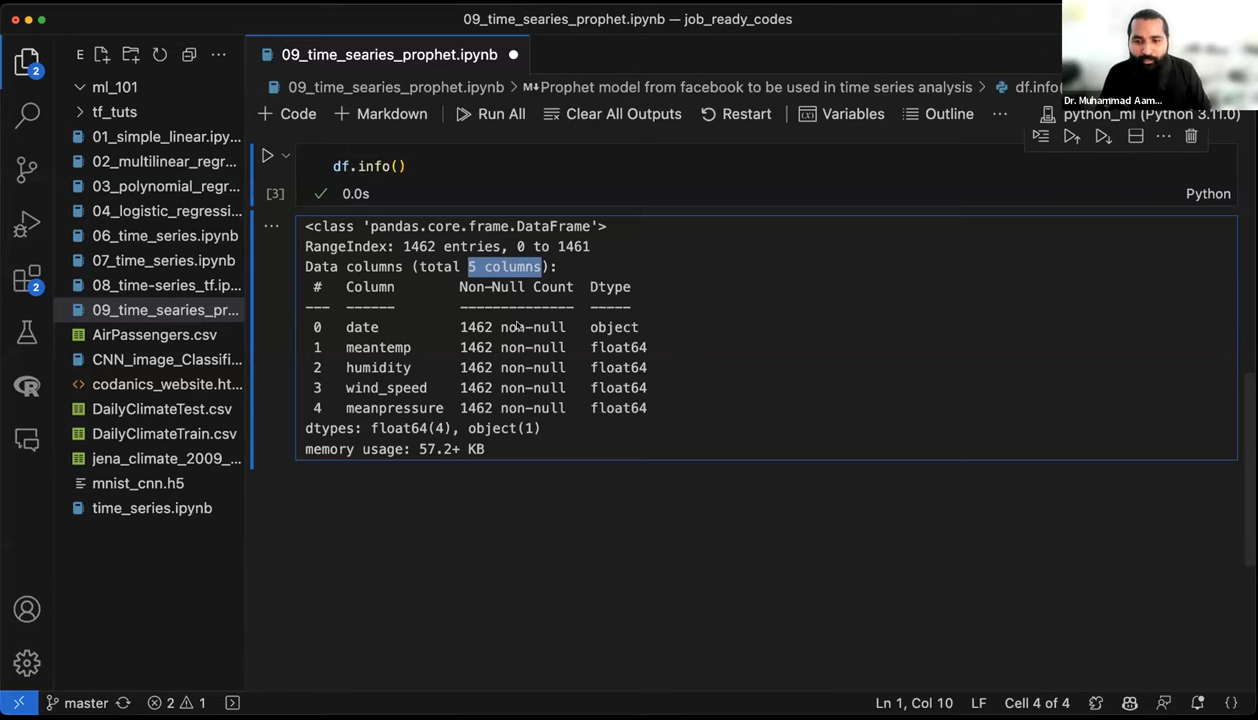 09_time_searies_prophet.ipynb — job_ready_codes
E
09_time_searies_prophet.ipynb
2
ml_101
tf_tuts
01_simple_linear.ipy...
02_multilinear_regr...
03_polynomial_regr...
04_logistic_regressi...
06_time_series.ipynb
07_time_series.ipynb
08_time-series_tf.ip...
09_time_searies_pr...
AirPassengers.csv
CNN_image_Classifi...
codanics_website.ht...
DailyClimateTest.csv
DailyClimateTrain.csv
jena_climate_2009_...
mnist_cnn.h5
time_series.ipynb
2
R
09_time_searies_prophet.ipynb > M↓Prophet model from facebook to be used in time series analysis > df.info(
Dr. Muhammad Aam...
+ Code + Markdown Run All Clear All Outputs Restart Variables Outline ... python_ml (Python 3.11.0)
df.info()
[3] 0.0s Python
<class 'pandas.core.frame.DataFrame'>
RangeIndex: 1462 entries, 0 to 1461
Data columns (total 5 columns):
# Column Non-Null Count Dtype
--- ------ -------------- -----
0 date 1462 non-null object
1 meantemp 1462 non-null float64
2 humidity 1462 non-null float64
3 wind_speed 1462 non-null float64
4 meanpressure 1462 non-null float64
dtypes: float64(4), object(1)
memory usage: 57.2+ KB
master 2 1 Ln 1, Col 10 LF Cell 4 of 4